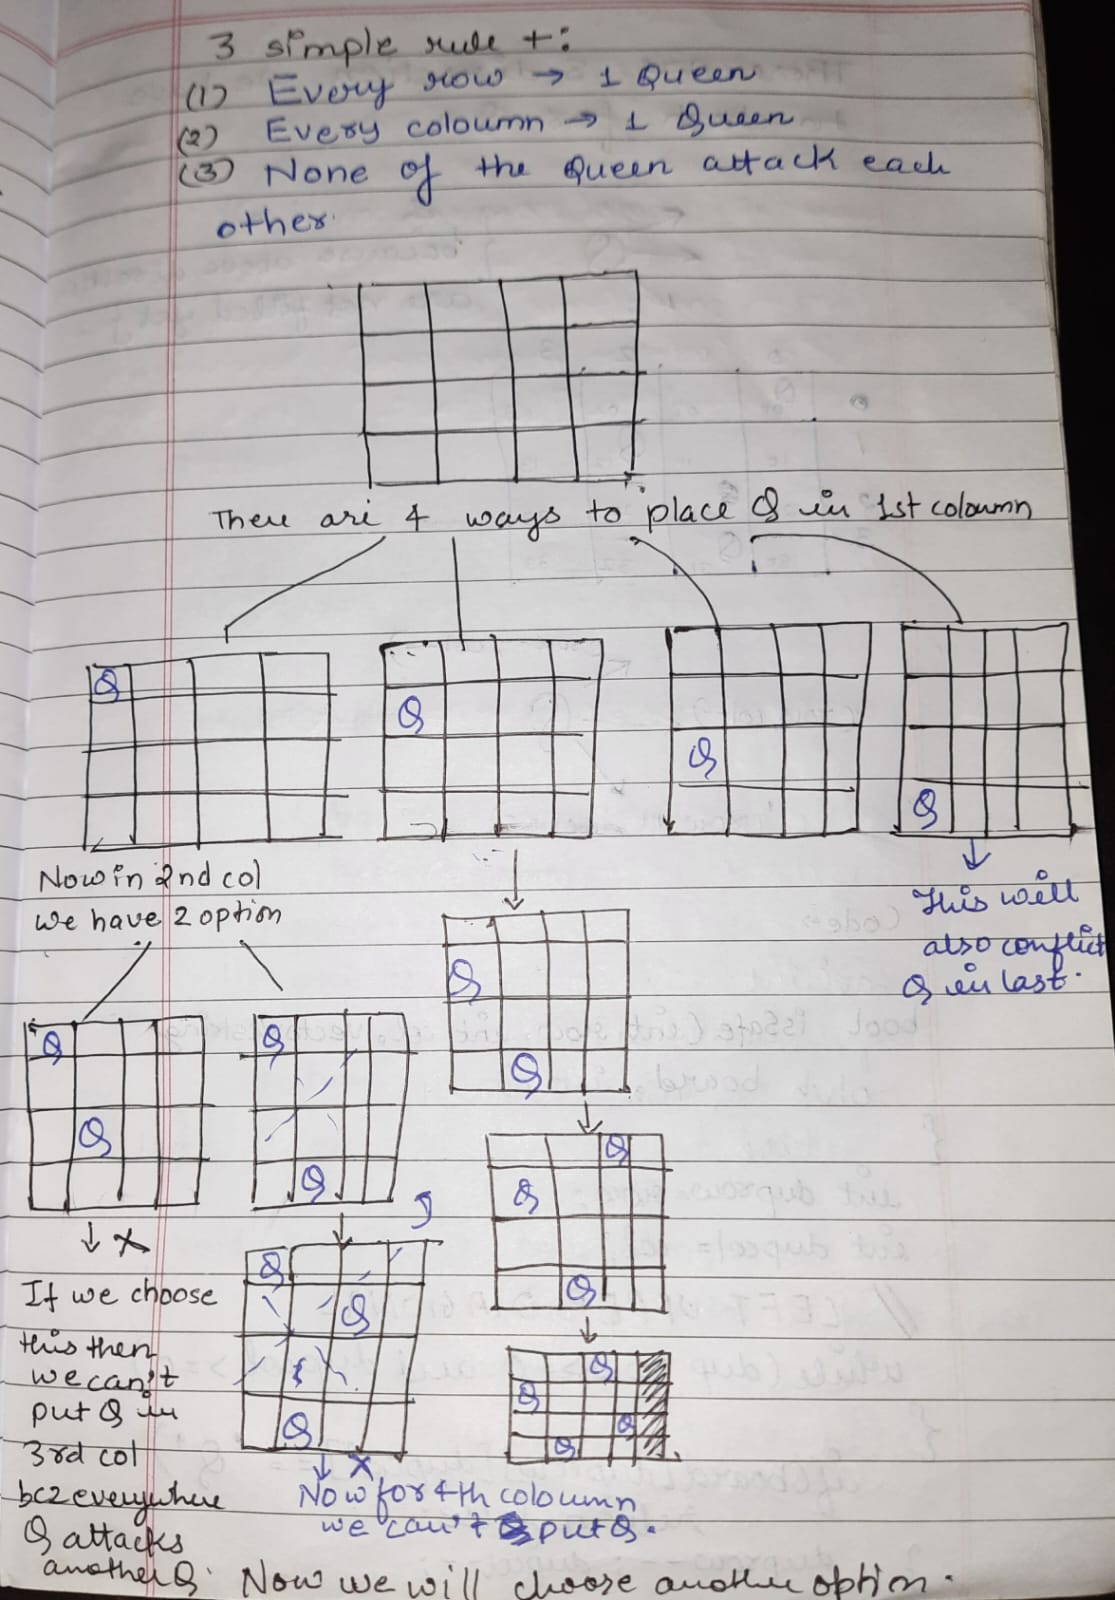 3 simple rule +:
(1) Every row → 1 Queen
(2) Every coloumn → 1 Queen
(3) None of the Queen attack each
other.
There are 4 ways to place Q in 1st coloumn
Q
Q
Q
Q
Now in 2nd col
we have 2 option
This will
also conflict
Q in last.
Q
Q
Q
Q
Q
Q
↓ X
If we choose
this then
we can't
put Q in
3rd col
bcz everywhere
Q attacks
another Q.
Q
Q
Q
↓ X
Now for 4th coloumn
we can't put Q.
Q
Q
Q
Q
Q
Q
Q
Now we will choose another option.